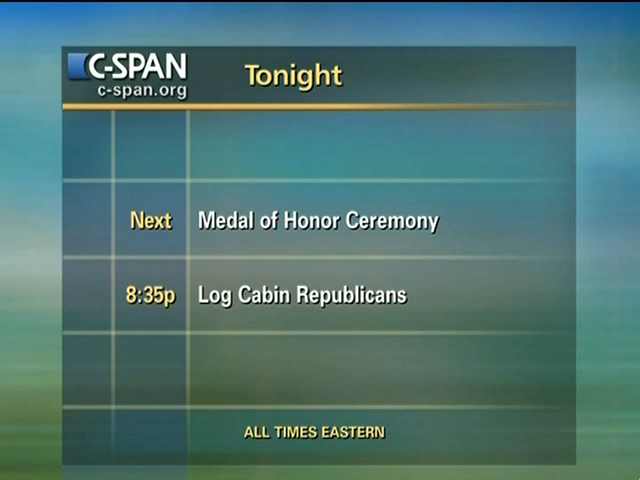 C-SPAN
c-span.org
Tonight
Next Medal of Honor Ceremony
8:35p Log Cabin Republicans
ALL TIMES EASTERN